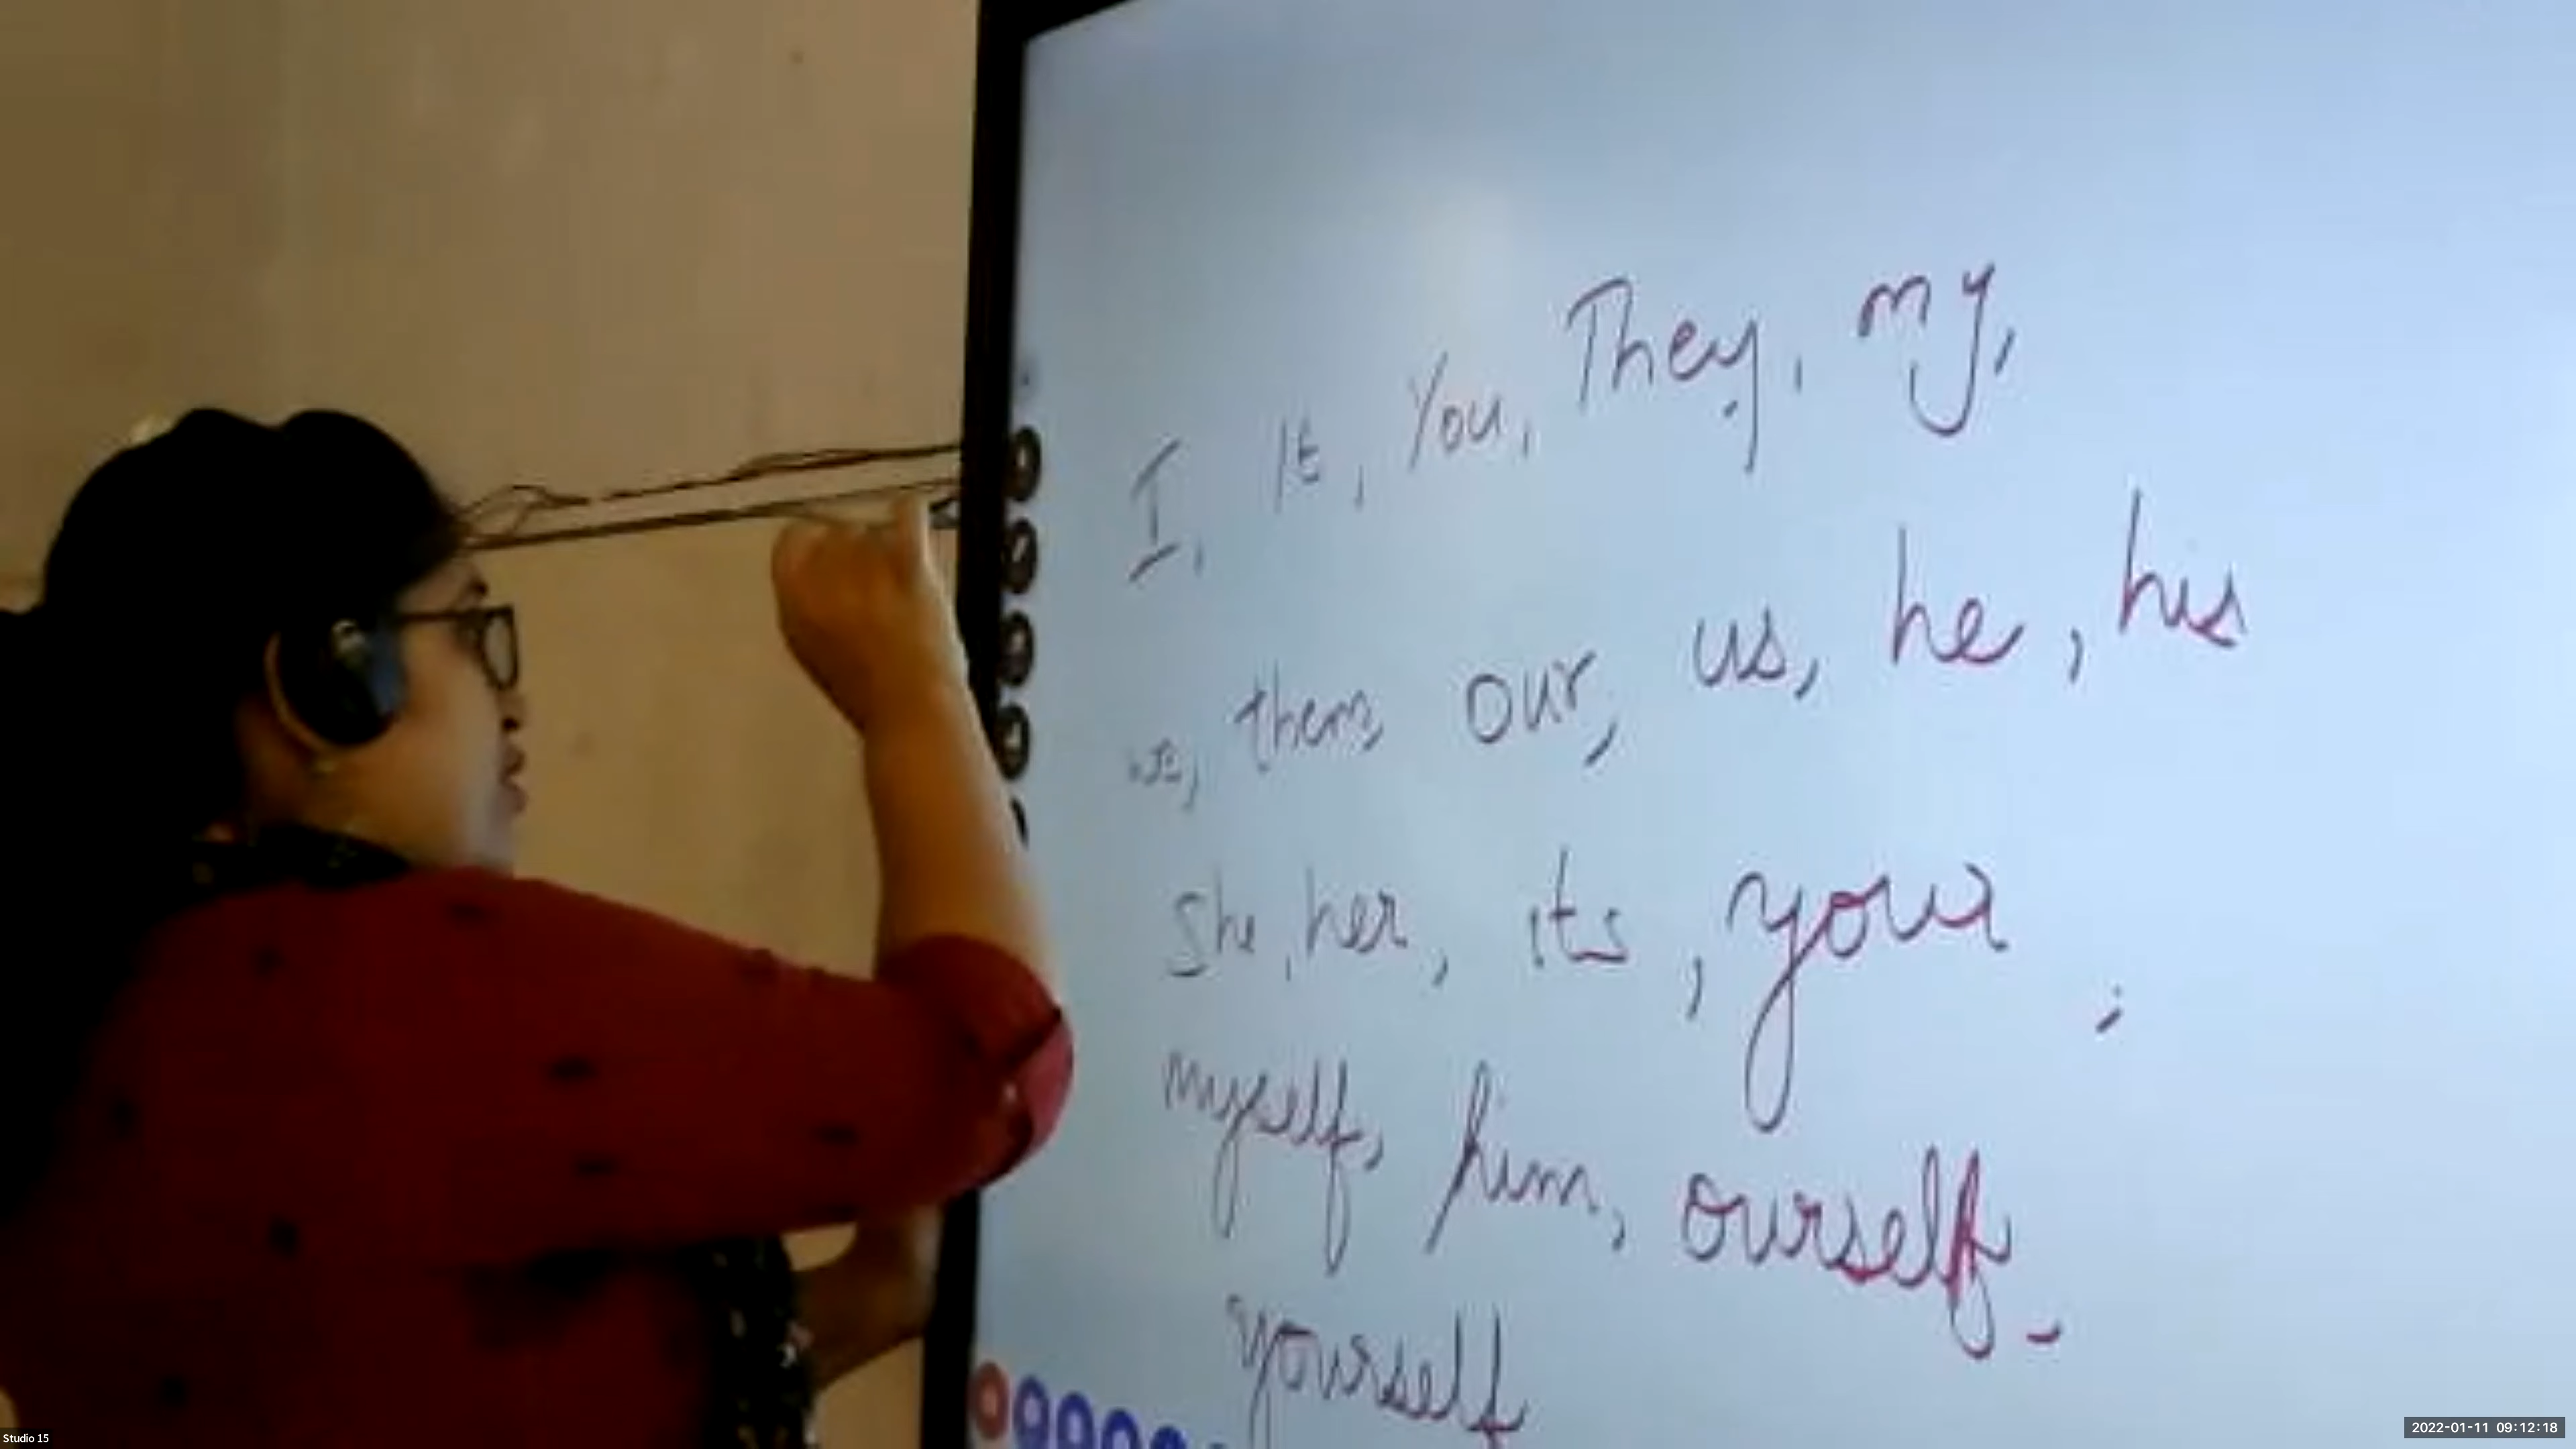 I, It, You, They, my,
we, them, our, us, he, his
She, her, its, your,
myself, him, ourself
yourself
Studio 15
2022-01-11 09:12:18